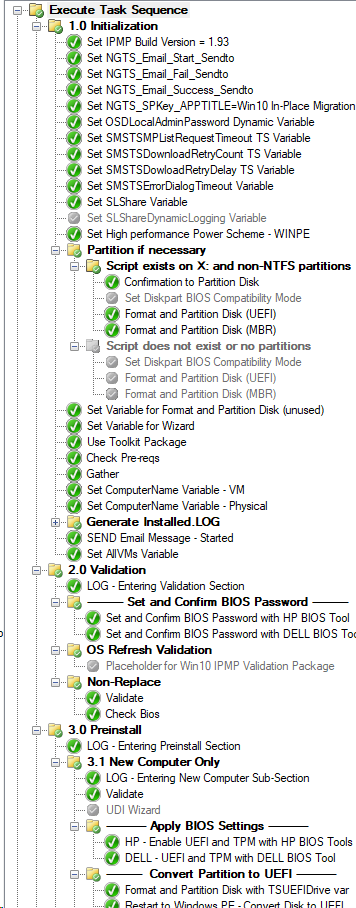 Execute Task Sequence
1.0 Initialization
Set IPMP Build Version = 1.93
Set NGTS_Email_Start_Sendto
Set NGTS_Email_Fail_Sendto
Set NGTS_Email_Success_Sendto
Set NGTS_SPKey_APPTITLE=Win10 In-Place Migration
Set OSDLocalAdminPassword Dynamic Variable
Set SMSTSMPListRequestTimeout TS Variable
Set SMSTSDownloadRetryCount TS Variable
Set SMSTSDowloadRetryDelay TS Variable
Set SMSTSErrorDialogTimeout Variable
Set SLShare Variable
Set SLShareDynamicLogging Variable
Set High performance Power Scheme - WINPE
Partition if necessary
Script exists on X: and non-NTFS partitions
Confirmation to Partition Disk
Set Diskpart BIOS Compatibility Mode
Format and Partition Disk (UEFI)
Format and Partition Disk (MBR)
Script does not exist or no partitions
Set Diskpart BIOS Compatibility Mode
Format and Partition Disk (UEFI)
Format and Partition Disk (MBR)
Set Variable for Format and Partition Disk (unused)
Set Variable for Wizard
Use Toolkit Package
Check Pre-reqs
Gather
Set ComputerName Variable - VM
Set ComputerName Variable - Physical
Generate Installed.LOG
SEND Email Message - Started
Set AllVMs Variable
2.0 Validation
LOG - Entering Validation Section
——— Set and Confirm BIOS Password ———
Set and Confirm BIOS Password with HP BIOS Tool
Set and Confirm BIOS Password with DELL BIOS Too
OS Refresh Validation
Placeholder for Win10 IPMP Validation Package
Non-Replace
Validate
Check Bios
3.0 Preinstall
LOG - Entering Preinstall Section
3.1 New Computer Only
LOG - Entering New Computer Sub-Section
Validate
UDI Wizard
——— Apply BIOS Settings ———
HP - Enable UEFI and TPM with HP BIOS Tools
DELL - UEFI and TPM with DELL BIOS Tool
——— Convert Partition to UEFI ———
Format and Partition Disk with TSUEFIDrive var
Restart to Windows PE - Convert Disk to UEFI